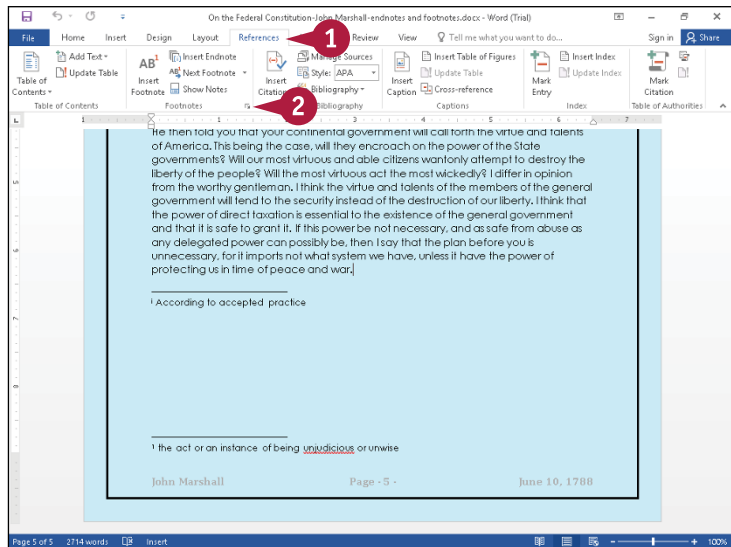 On the Federal Constitution-John Marshall-endnotes and footnotes.docx - Word (Trial)
File Home Insert Design Layout References Review View Tell me what you want to do... Sign in Share
1
Table of Contents
Add Text
Update Table
Table of Contents
AB1
Insert Footnote
Insert Endnote
Next Footnote
Show Notes
Footnotes
2
Insert Citation
Manage Sources
Style: APA
Bibliography
Bibliography
Insert Caption
Insert Table of Figures
Update Table
Cross-reference
Captions
Mark Entry
Insert Index
Update Index
Index
Mark Citation
Table of Authorities
1 1 2 3 4 5 6 7
He then told you that your continental government will call forth the virtue and talents
of America. This being the case, will they encroach on the power of the State
governments? Will our most virtuous and able citizens wantonly attempt to destroy the
liberty of the people? Will the most virtuous act the most wickedly? I differ in opinion
from the worthy gentleman. I think the virtue and talents of the members of the general
government will tend to the security instead of the destruction of our liberty. I think that
the power of direct taxation is essential to the existence of the general government
and that it is safe to grant it. If this power be not necessary, and as safe from abuse as
any delegated power can possibly be, then I say that the plan before you is
unnecessary, for it imports not what system we have, unless it have the power of
protecting us in time of peace and war.
i According to accepted practice
1 the act or an instance of being unjudicious or unwise
John Marshall Page - 5 - June 10, 1788
Page 5 of 5 2714 words Insert 100%